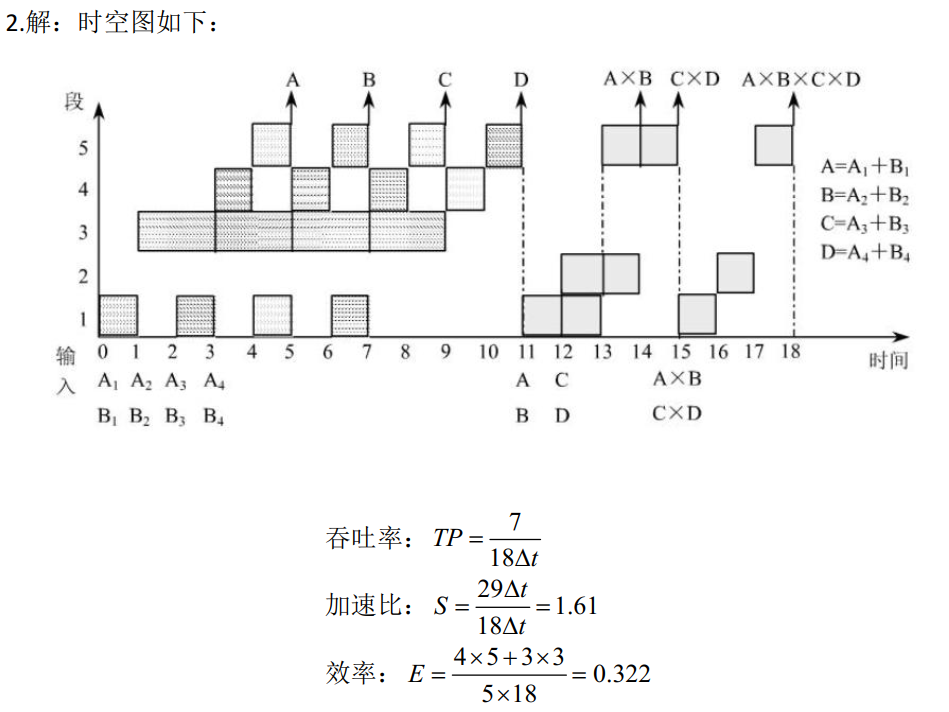 2.解：时空图如下：
A B C D A×B C×D A×B×C×D
段
5
4
3
2
1
A=A₁+B₁
B=A₂+B₂
C=A₃+B₃
D=A₄+B₄
输入 0 1 2 3 4 5 6 7 8 9 10 11 12 13 14 15 16 17 18 时间
A₁ A₂ A₃ A₄ A C A×B
B₁ B₂ B₃ B₄ B D C×D
吞吐率： TP = 7 / 18Δt
加速比： S = 29Δt / 18Δt = 1.61
效率： E = 4×5+3×3 / 5×18 = 0.322